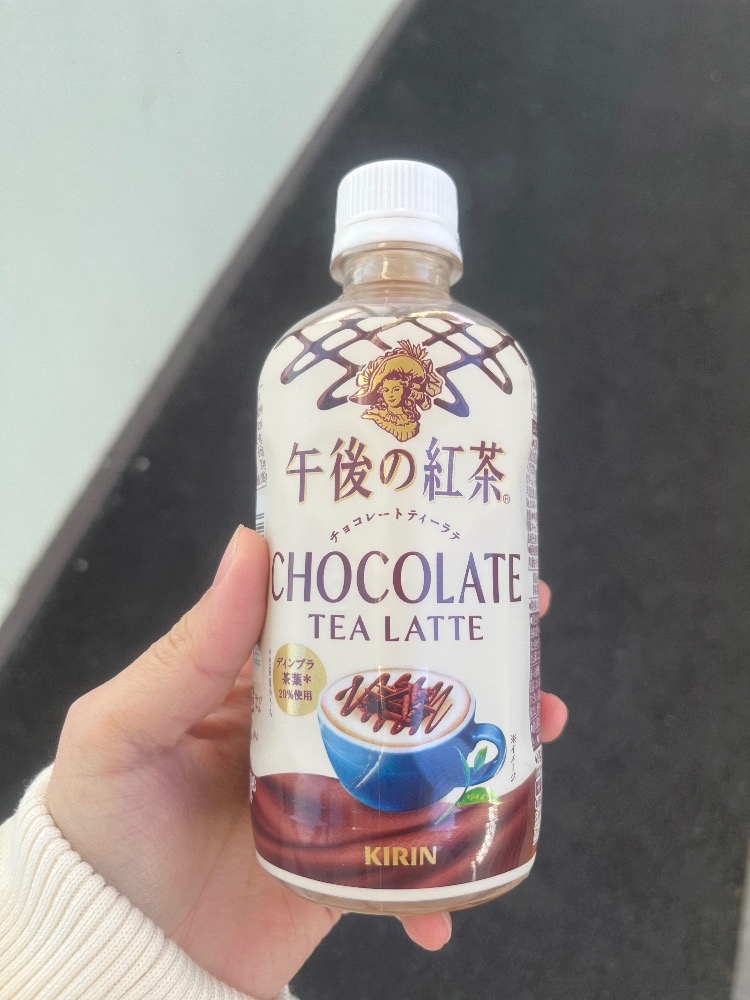 午後の紅茶®
チョコレートティーラテ
CHOCOLATE
TEA LATTE
ディンブラ
茶葉*
20%使用
※イメージ
KIRIN